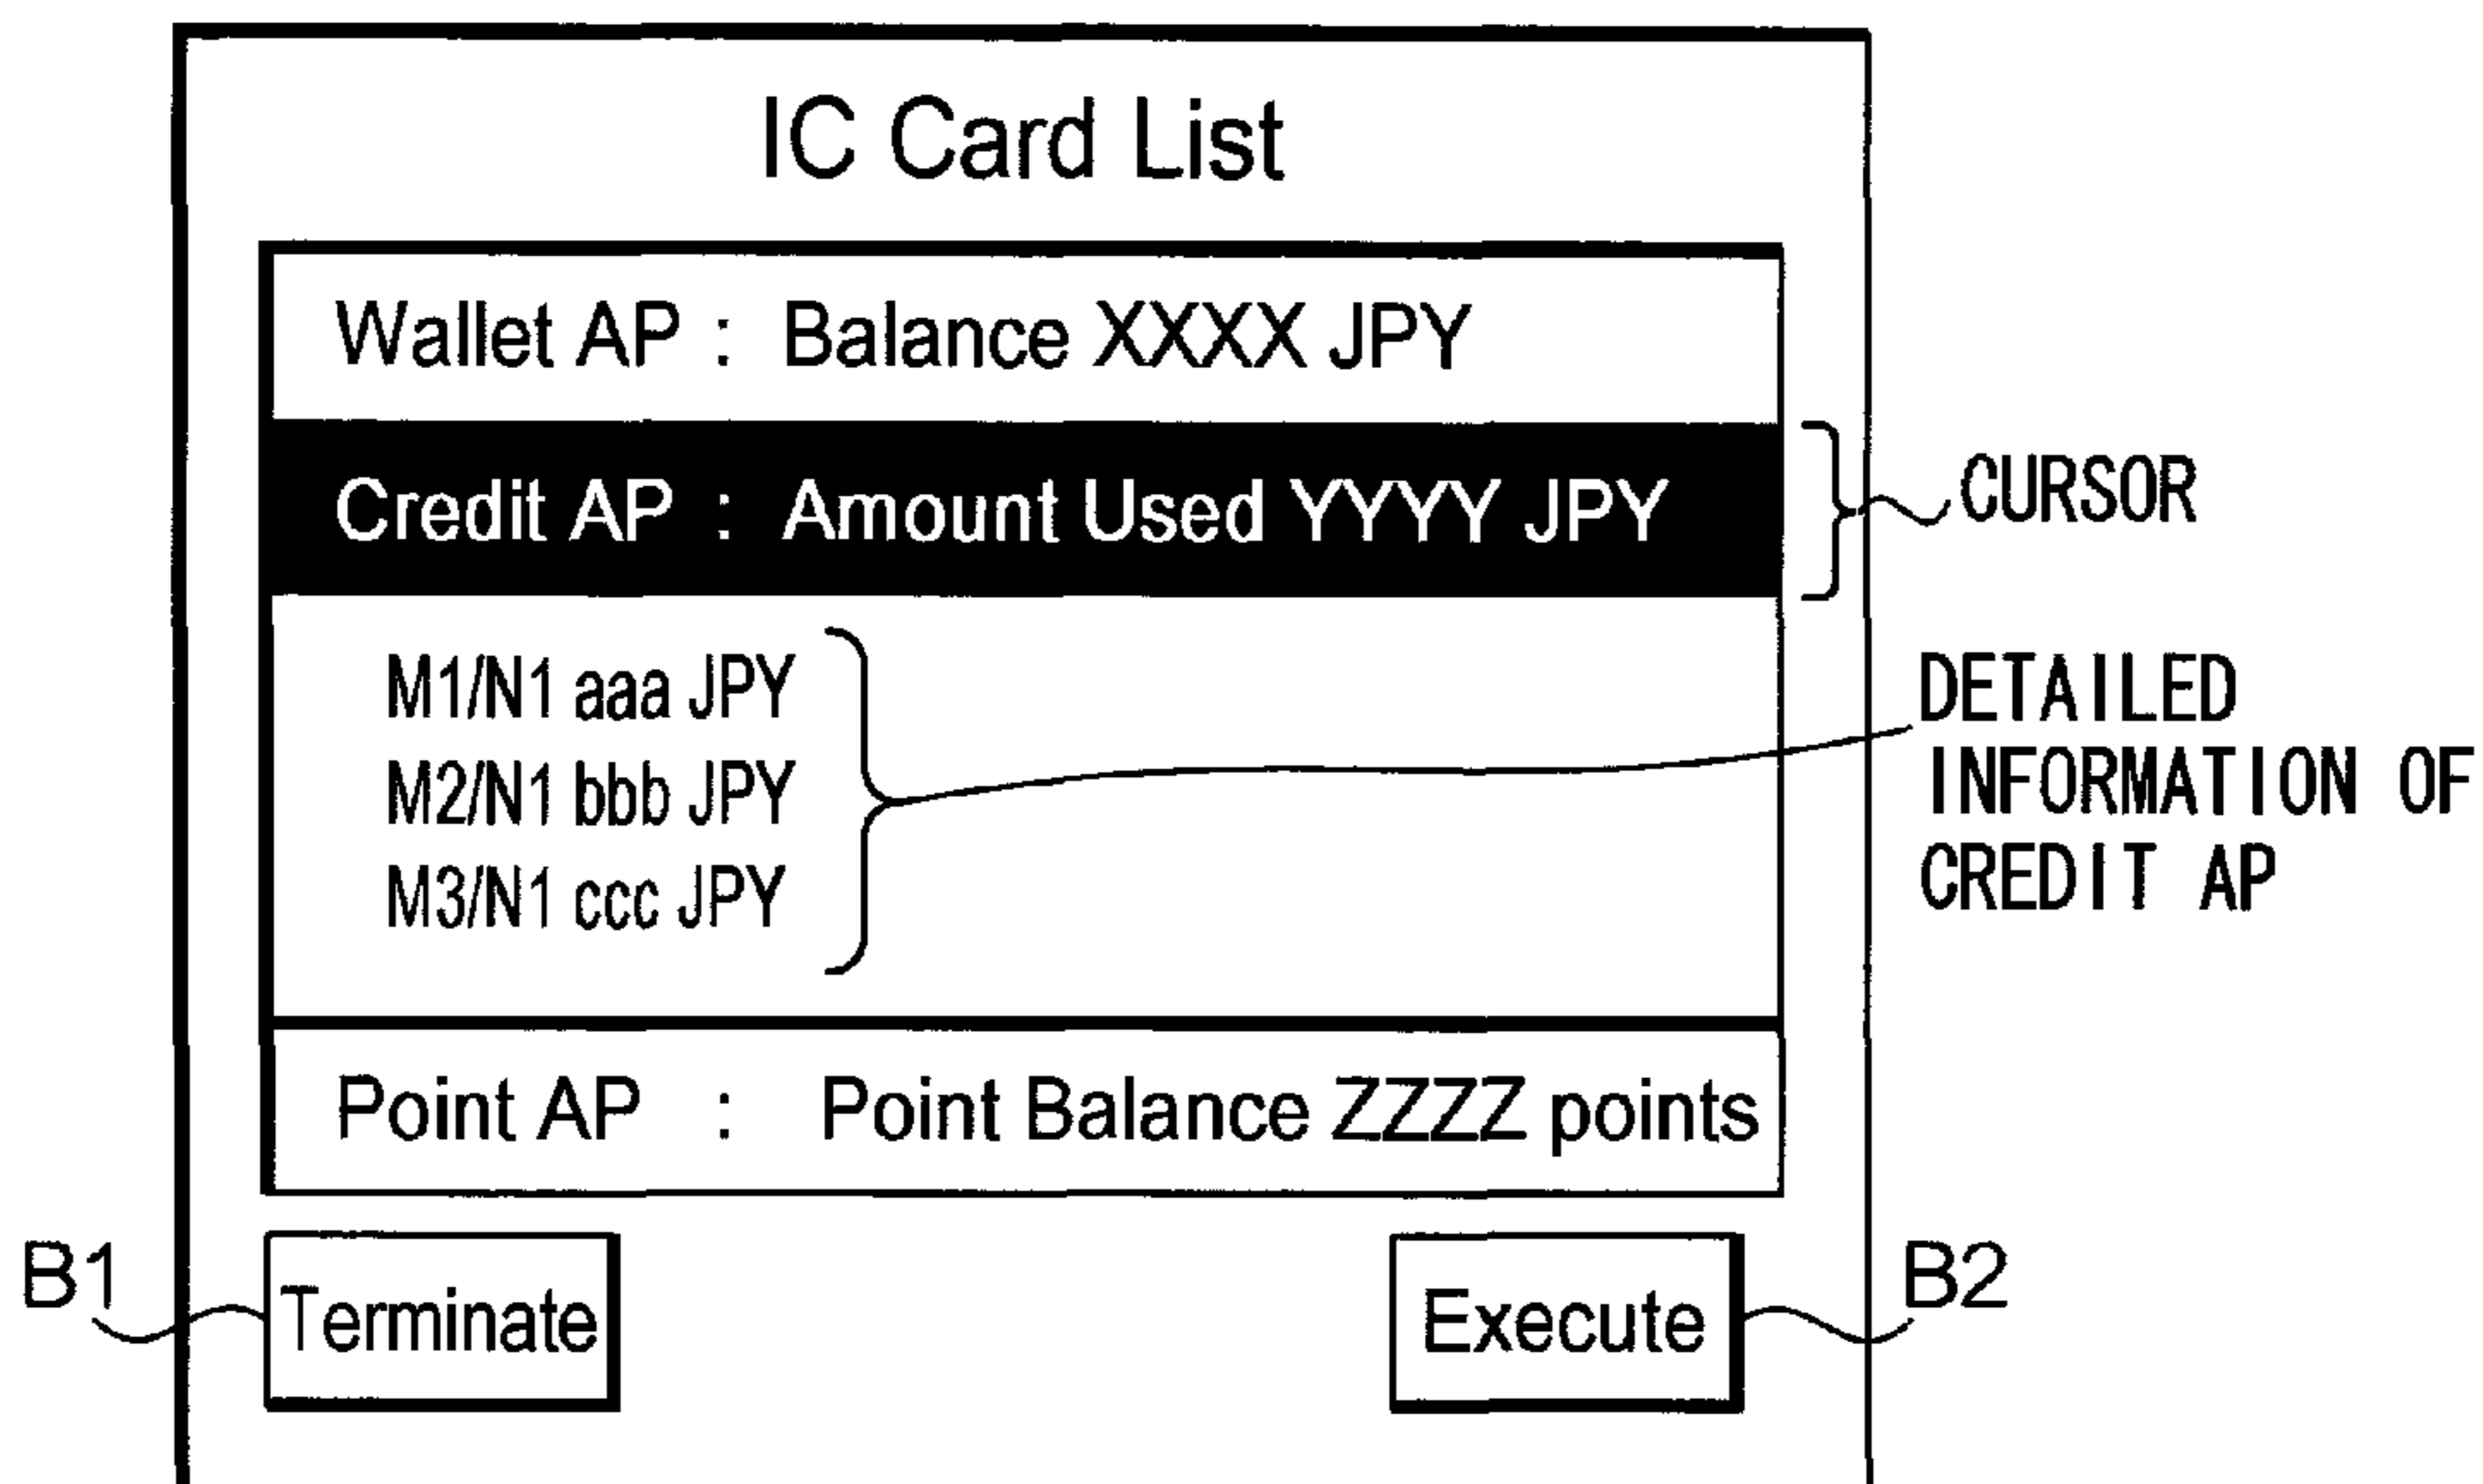 IC Card List
Wallet AP : Balance XXXX JPY
Credit AP : Amount Used YYYY JPY
CURSOR
M1/N1 aaa JPY
M2/N1 bbb JPY
M3/N1 ccc JPY
DETAILED
INFORMATION OF
CREDIT AP
Point AP : Point Balance ZZZZ points
B1
Terminate
Execute
B2